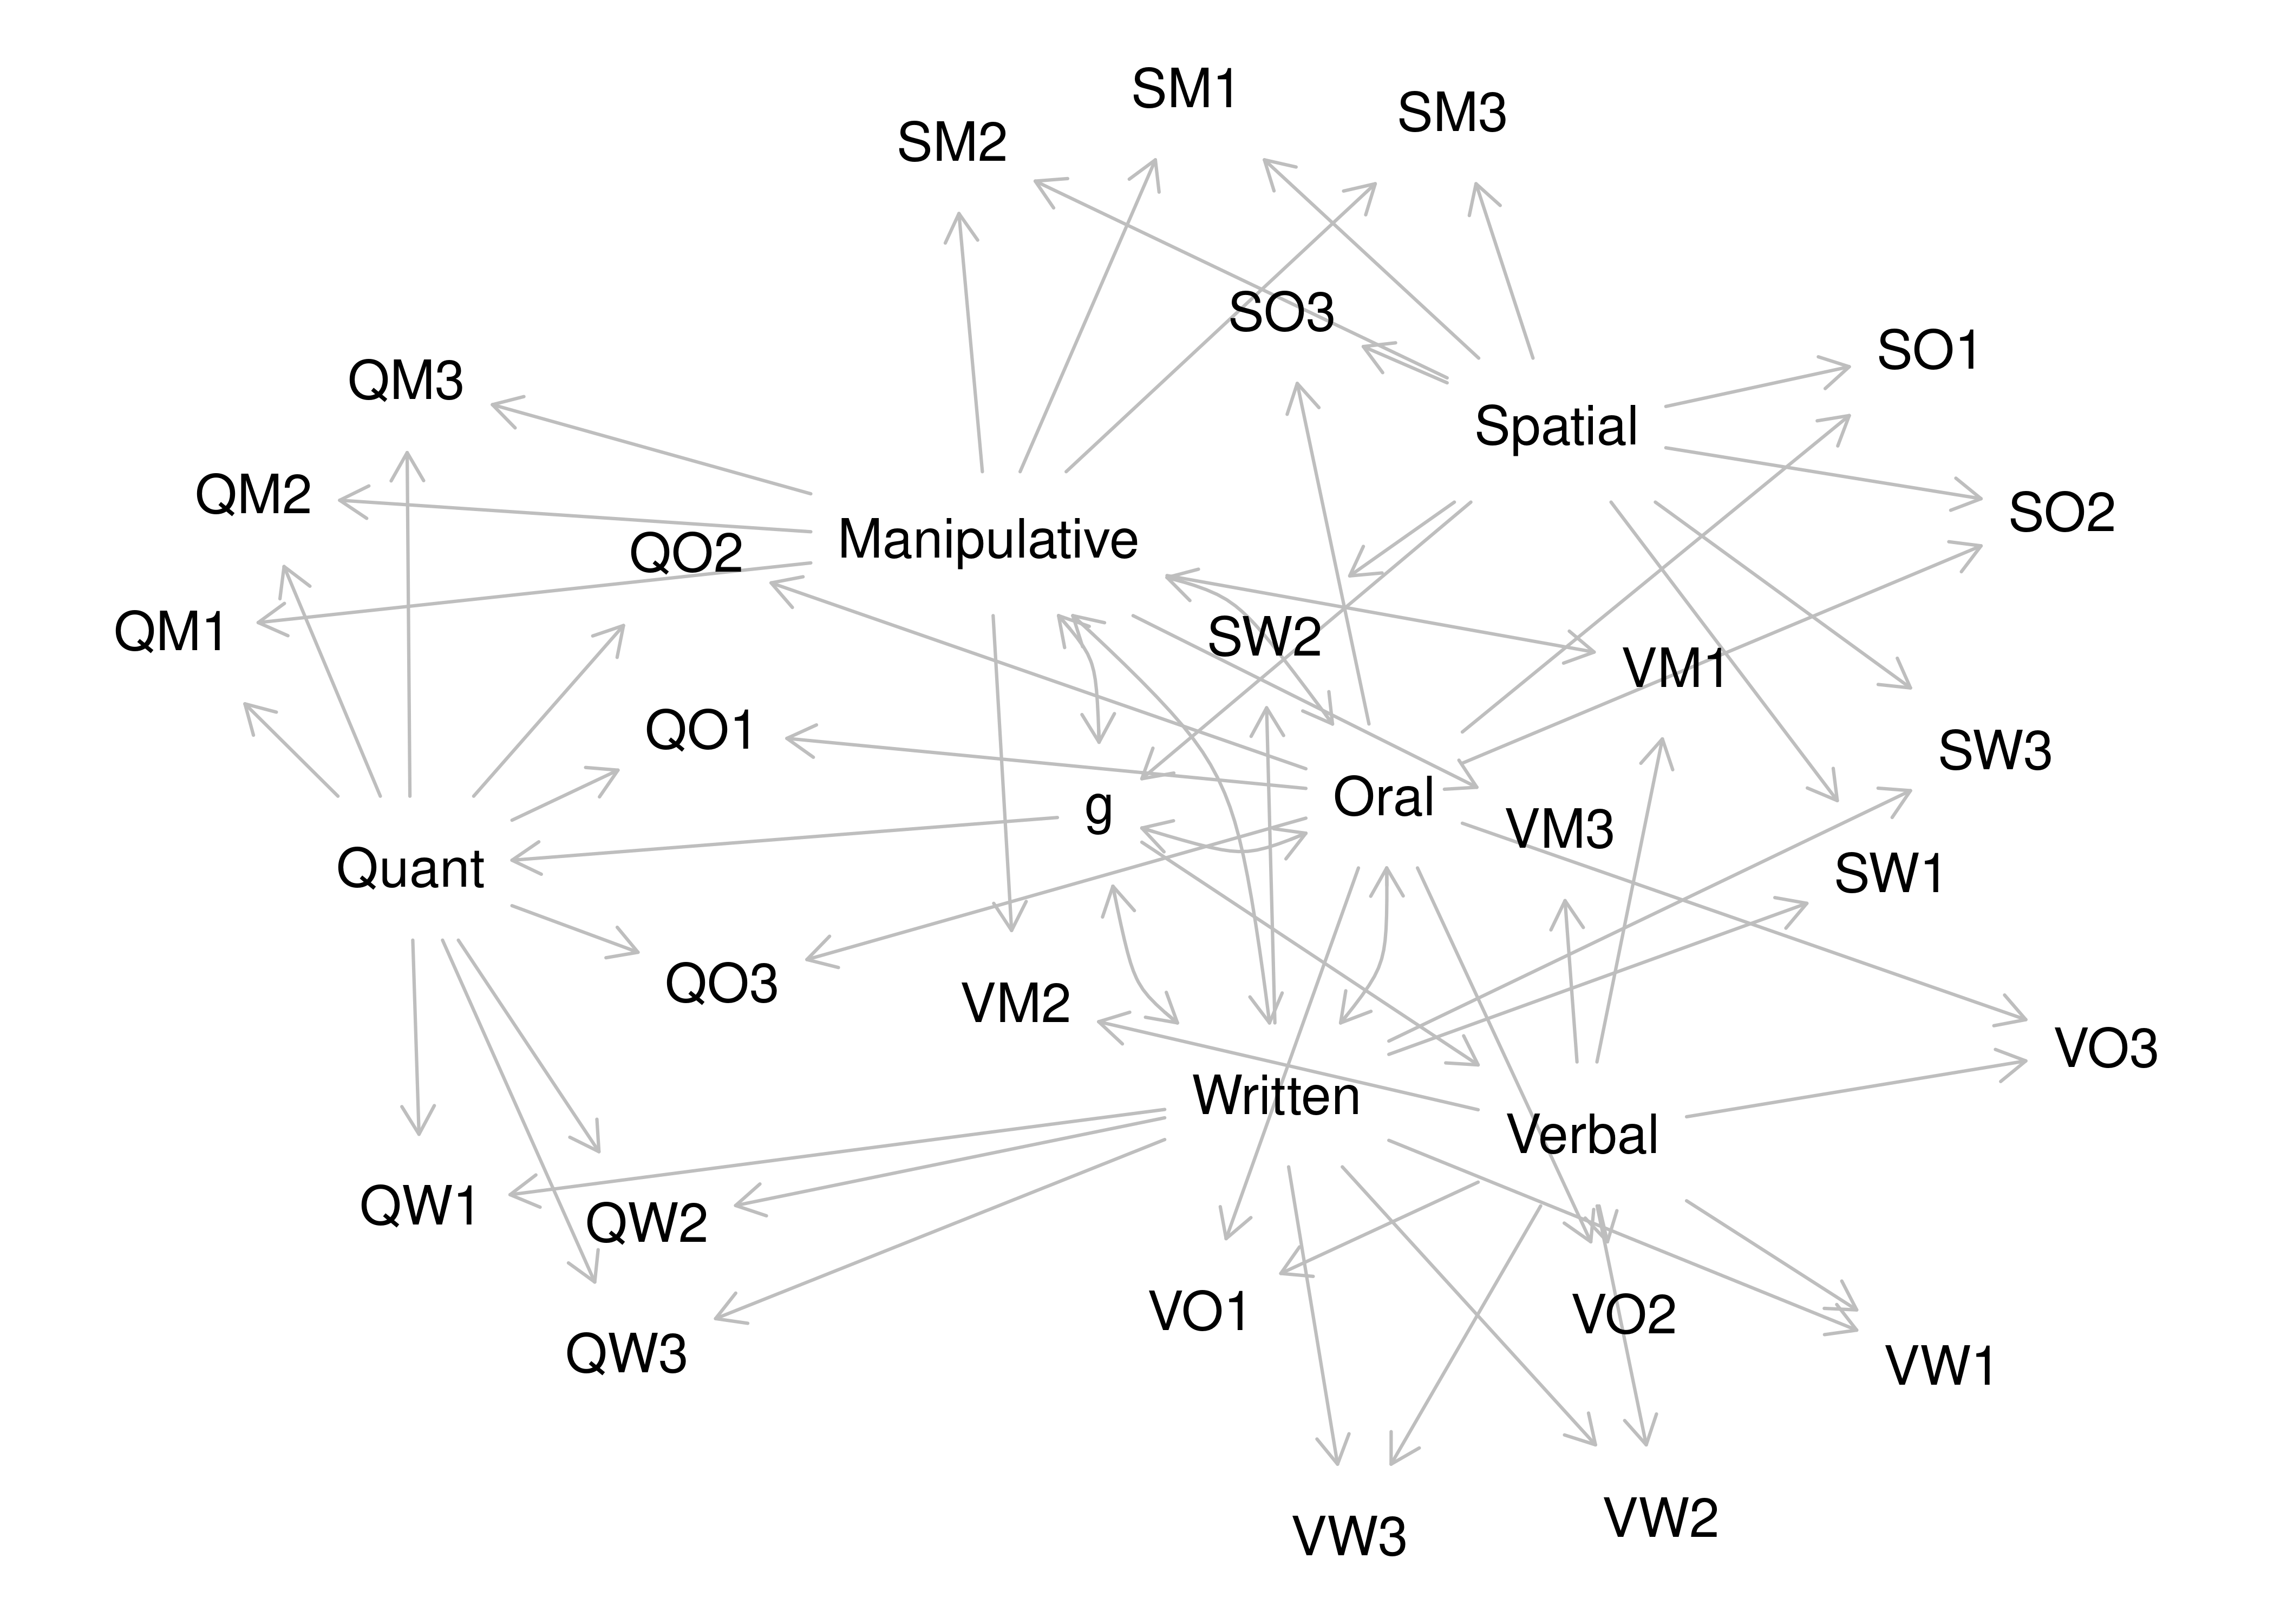 SM1
SM3
SM2
SO3
SO1
QM3
Spatial
QM2
SO2
Manipulative
QO2
QM1
SW2
VM1
QO1
SW3
Oral
g
VM3
Quant
SW1
QO3
VM2
VO3
Written
Verbal
QW1
QW2
VO1
VO2
QW3
VW1
VW2
VW3